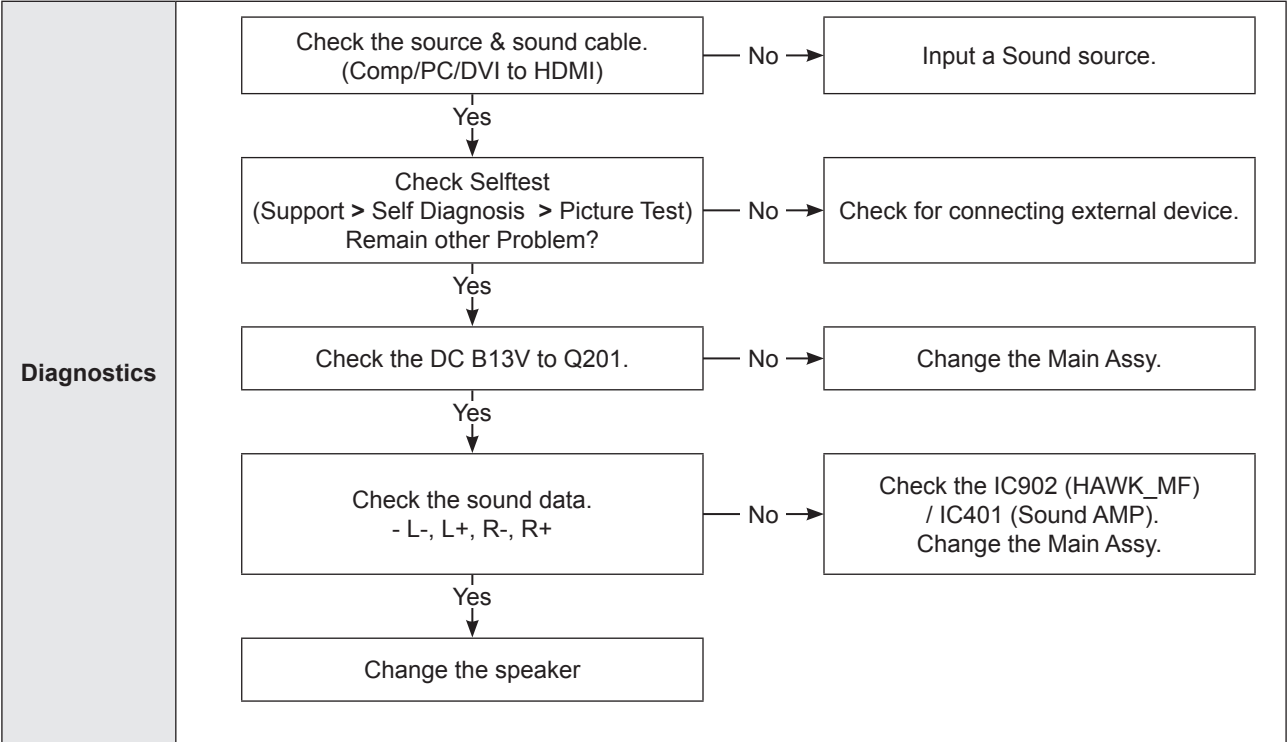 Diagnostics
Check the source & sound cable.
(Comp/PC/DVI to HDMI)
No
Input a Sound source.
Yes
Check Selftest
(Support > Self Diagnosis > Picture Test)
Remain other Problem?
No
Check for connecting external device.
Yes
Check the DC B13V to Q201.
No
Change the Main Assy.
Yes
Check the sound data.
- L-, L+, R-, R+
No
Check the IC902 (HAWK_MF)
/ IC401 (Sound AMP).
Change the Main Assy.
Yes
Change the speaker